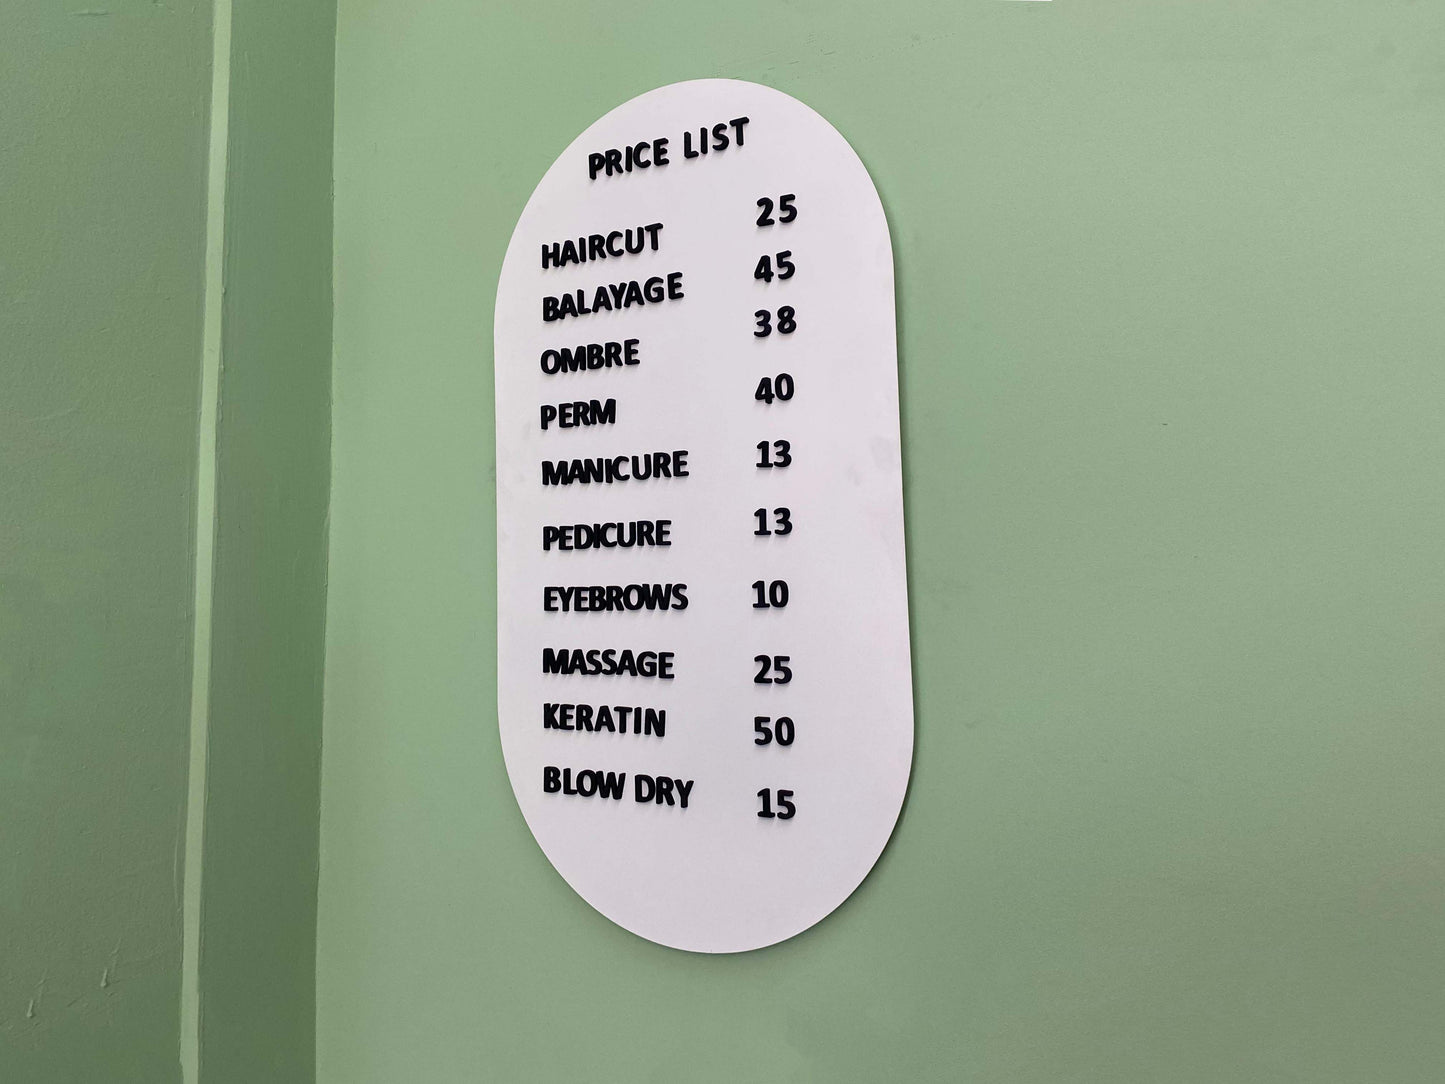 PRICE LIST
HAIRCUT 25
BALAYAGE 45
OMBRE 38
PERM 40
MANICURE 13
PEDICURE 13
EYEBROWS 10
MASSAGE 25
KERATIN 50
BLOW DRY 15